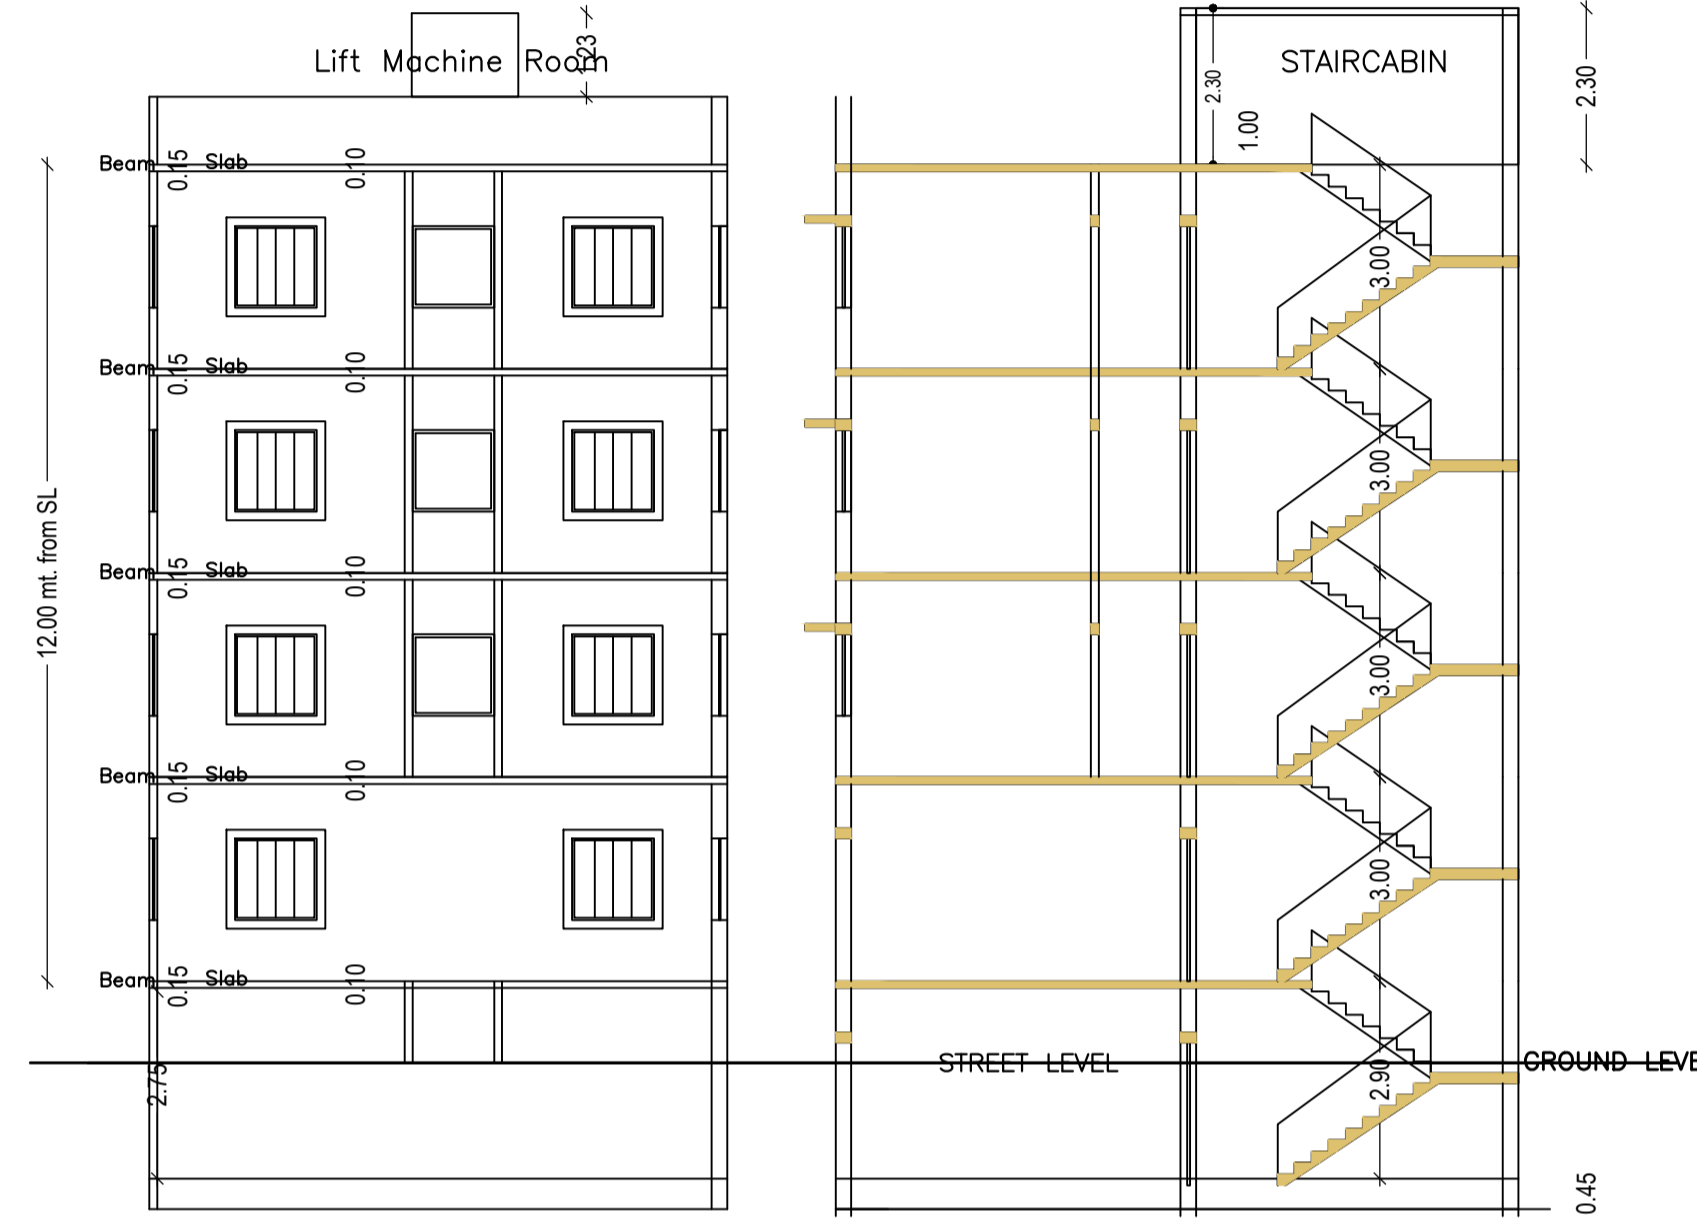 Lift Machine Room
1.23
STAIRCABIN
2.30
2.30
1.00
Beam 0.15 Slab 0.10
3.00
Beam 0.15 Slab 0.10
3.00
12.00 mt. from SL
Beam 0.15 Slab 0.10
3.00
Beam 0.15 Slab 0.10
3.00
Beam 0.15 Slab 0.10
STREET LEVEL
GROUND LEVE
2.75
2.90
0.45